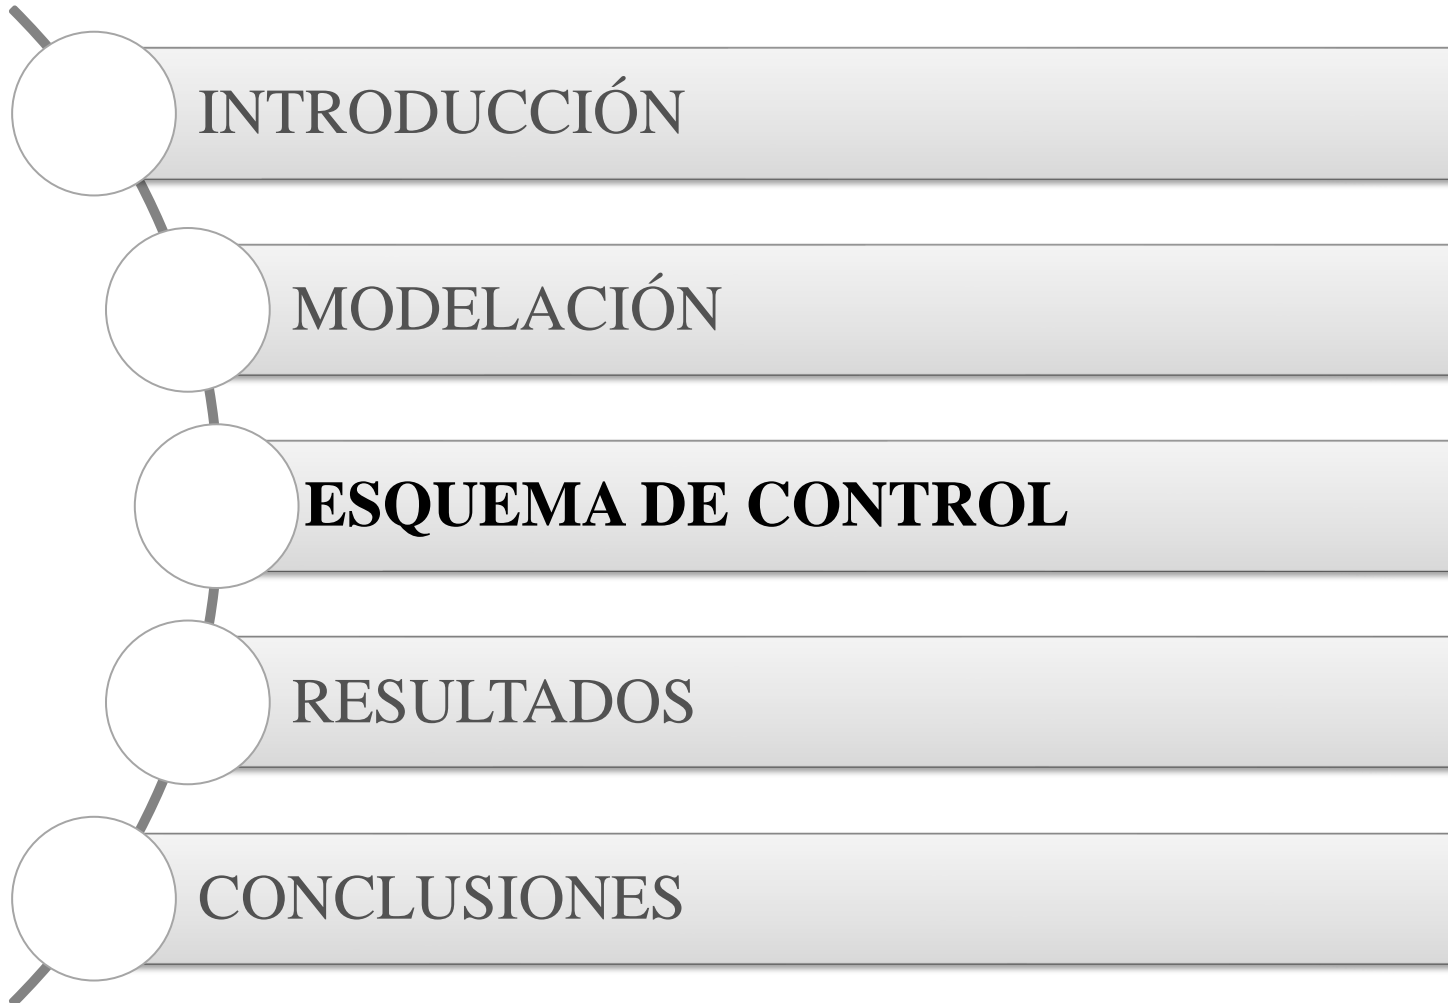 INTRODUCCIÓN
MODELACIÓN
ESQUEMA DE CONTROL
RESULTADOS
CONCLUSIONES